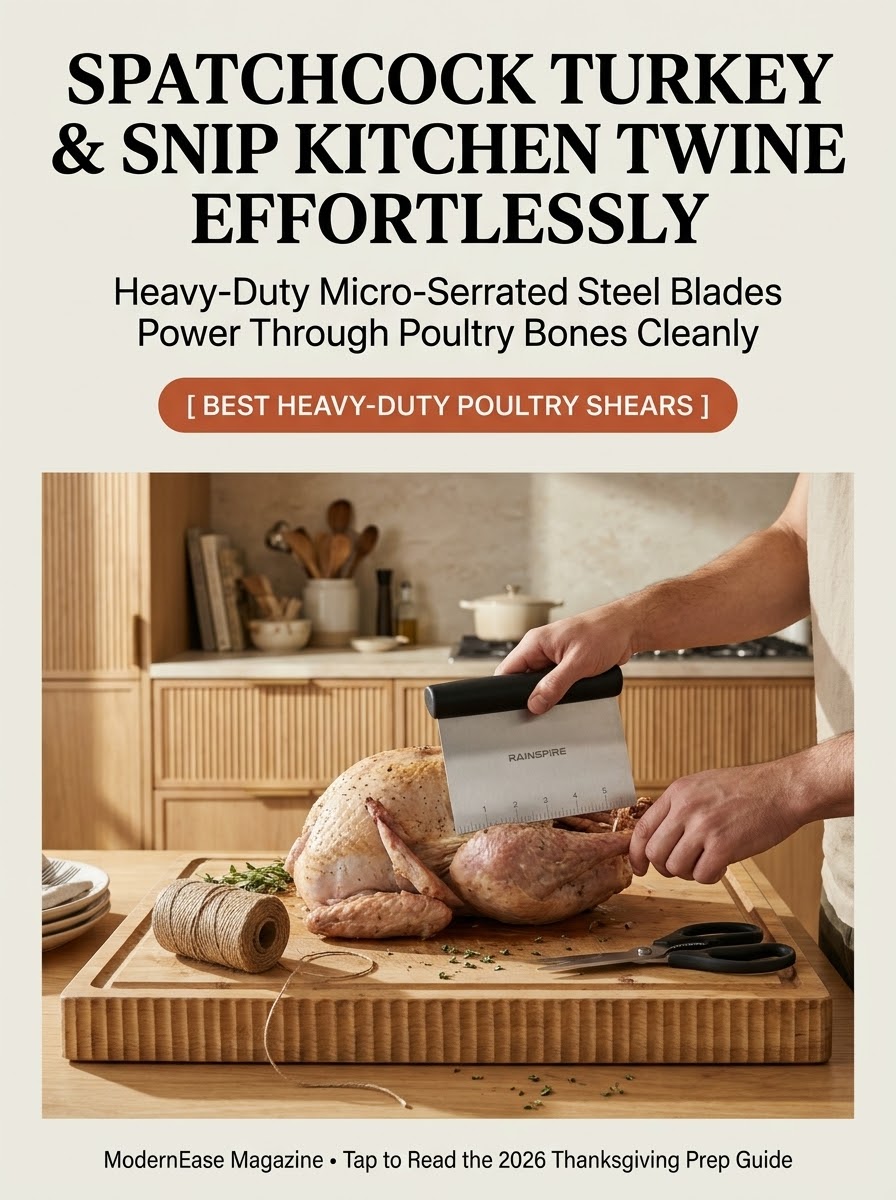 SPATCHCOCK TURKEY
& SNIP KITCHEN TWINE
EFFORTLESSLY
Heavy-Duty Micro-Serrated Steel Blades
Power Through Poultry Bones Cleanly
[ BEST HEAVY-DUTY POULTRY SHEARS ]
RAINSPIRE
1 2 3 4 5
ModernEase Magazine • Tap to Read the 2026 Thanksgiving Prep Guide